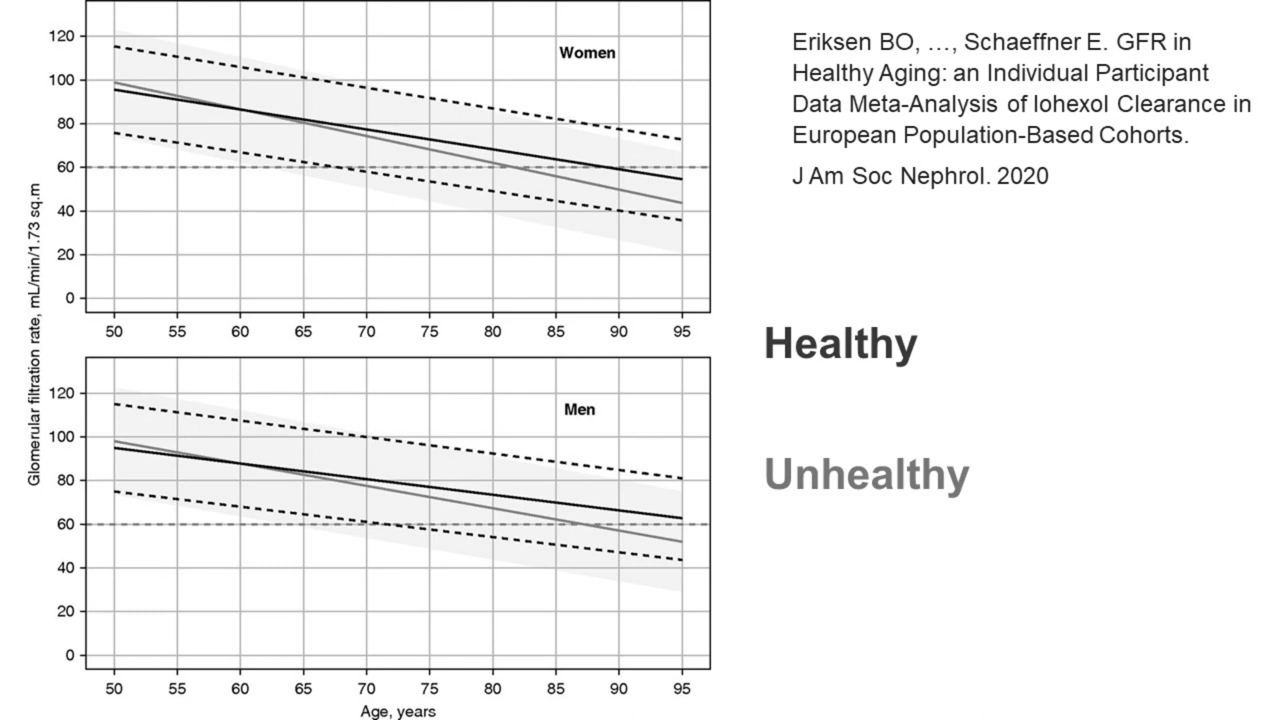 120
Women
100
80
60
40
20
0
50 55 60 65 70 75 80 85 90 95
Glomerular filtration rate, mL/min/1.73 sq.m
120
Men
100
80
60
40
20
0
50 55 60 65 70 75 80 85 90 95
Age, years
Eriksen BO, …, Schaeffner E. GFR in
Healthy Aging: an Individual Participant
Data Meta-Analysis of Iohexol Clearance in
European Population-Based Cohorts.
J Am Soc Nephrol. 2020
Healthy
Unhealthy